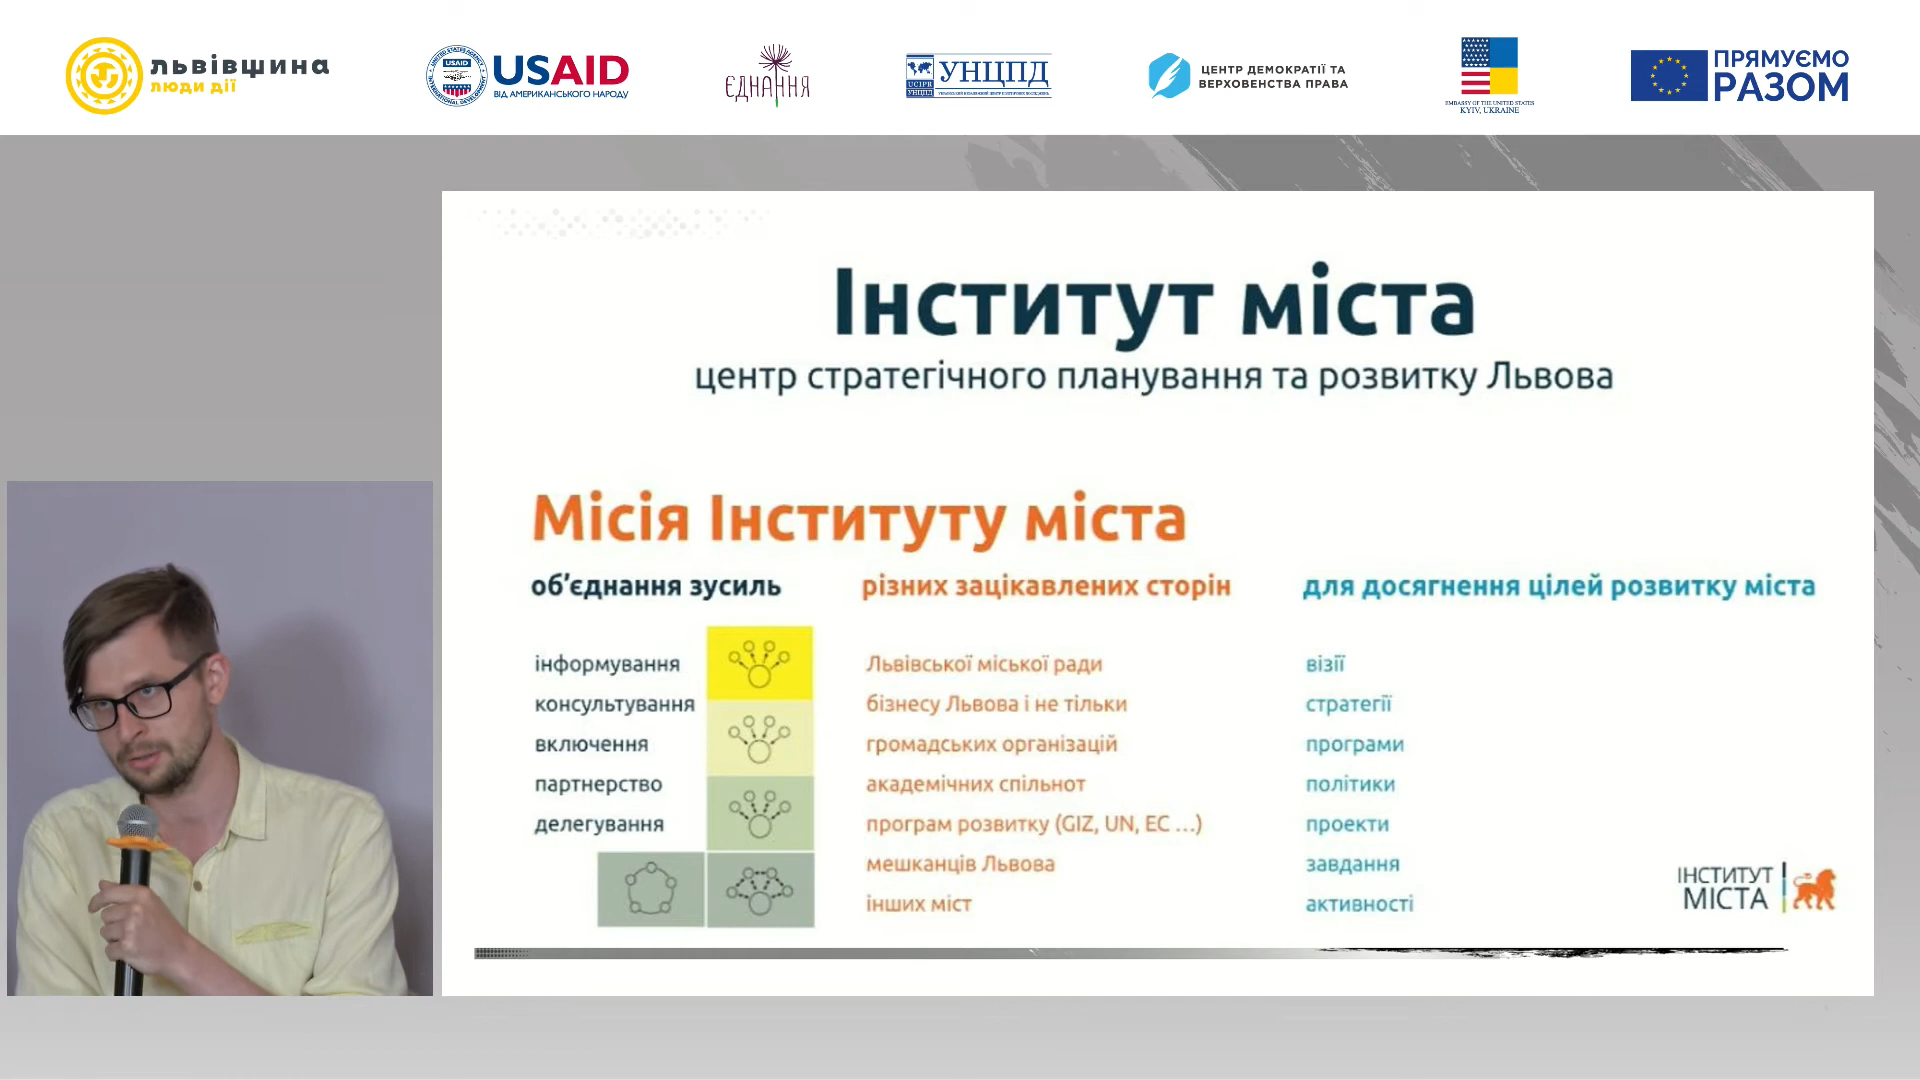 львівщина
люди дії
USAID
USAID
ВІД АМЕРИКАНСЬКОГО НАРОДУ
ЄДНАННЯ
UCIPR
УНЦПД
УНЦПД
ЦЕНТР ДЕМОКРАТІЇ ТА
ВЕРХОВЕНСТВА ПРАВА
EMBASSY OF THE UNITED STATES
KYIV, UKRAINE
ПРЯМУЄМО
РАЗОМ
Інститут міста
центр стратегічного планування та розвитку Львова
Місія Інституту міста
об’єднання зусиль
інформування
консультування
включення
партнерство
делегування
різних зацікавлених сторін
Львівської міської ради
бізнесу Львова і не тільки
громадських організацій
академічних спільнот
програм розвитку (GIZ, UN, EC ...)
мешканців Львова
інших міст
для досягнення цілей розвитку міста
візії
стратегії
програми
політики
проекти
завдання
активності
ІНСТИТУТ
МІСТА